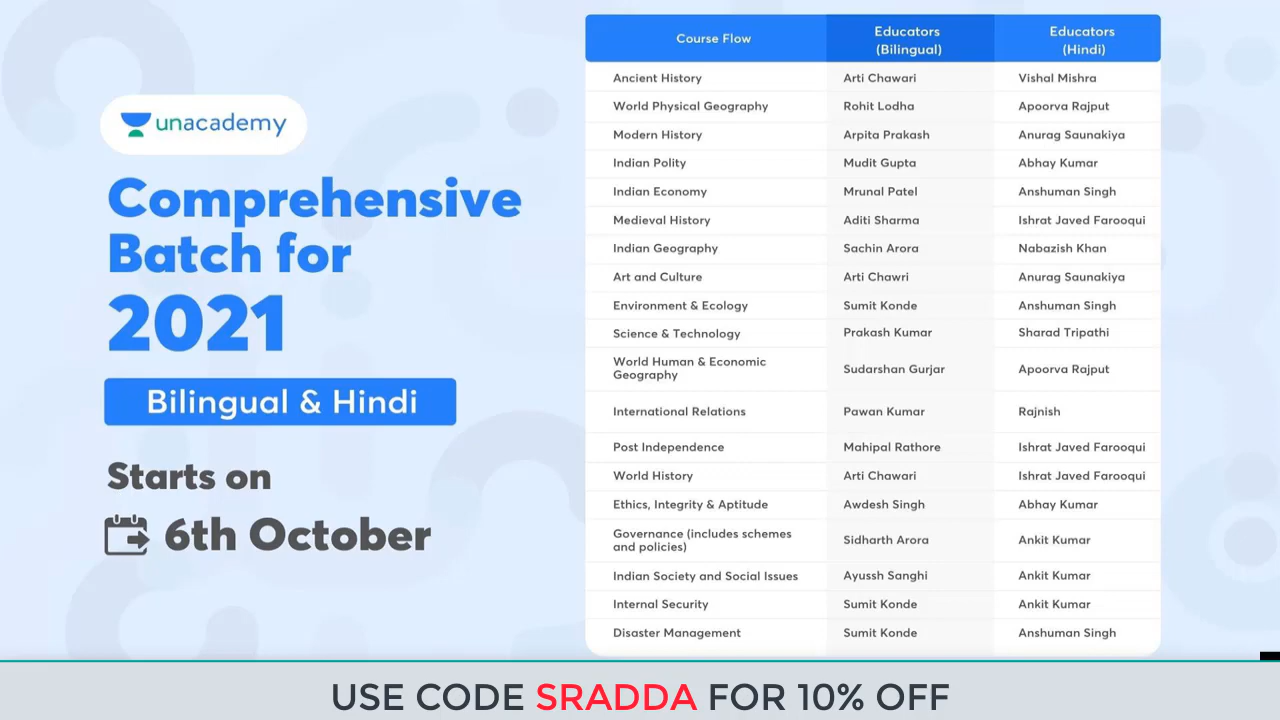 unacademy
Comprehensive
Batch for
2021
Bilingual & Hindi
Starts on
6th October
Course Flow Educators (Bilingual) Educators (Hindi)
Ancient History Arti Chawari Vishal Mishra
World Physical Geography Rohit Lodha Apoorva Rajput
Modern History Arpita Prakash Anurag Saunakiya
Indian Polity Mudit Gupta Abhay Kumar
Indian Economy Mrunal Patel Anshuman Singh
Medieval History Aditi Sharma Ishrat Javed Farooqui
Indian Geography Sachin Arora Nabazish Khan
Art and Culture Arti Chawri Anurag Saunakiya
Environment & Ecology Sumit Konde Anshuman Singh
Science & Technology Prakash Kumar Sharad Tripathi
World Human & Economic Geography Sudarshan Gurjar Apoorva Rajput
International Relations Pawan Kumar Rajnish
Post Independence Mahipal Rathore Ishrat Javed Farooqui
World History Arti Chawari Ishrat Javed Farooqui
Ethics, Integrity & Aptitude Awdesh Singh Abhay Kumar
Governance (includes schemes and policies) Sidharth Arora Ankit Kumar
Indian Society and Social Issues Ayussh Sanghi Ankit Kumar
Internal Security Sumit Konde Ankit Kumar
Disaster Management Sumit Konde Anshuman Singh
USE CODE SRADDA FOR 10% OFF